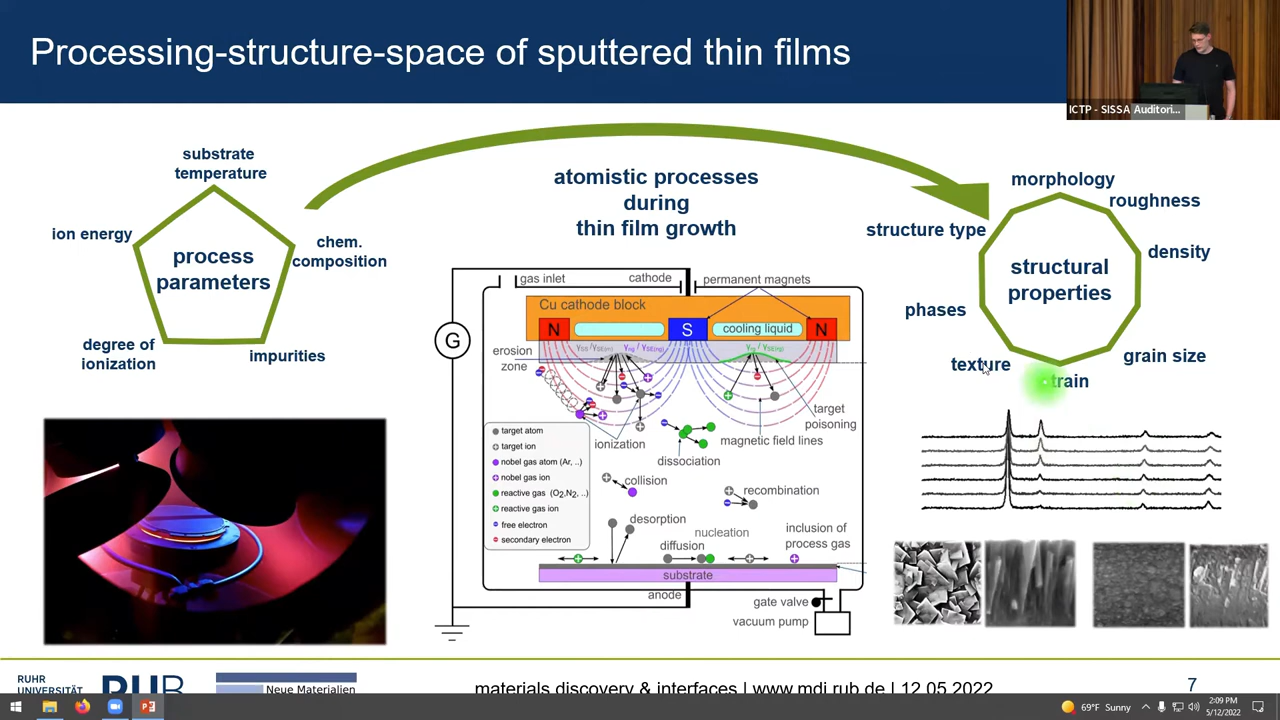 Processing-structure-space of sputtered thin films
ICTP - SISSA Auditori...
substrate
temperature
ion energy
chem.
composition
process
parameters
degree of
ionization
impurities
atomistic processes
during
thin film growth
morphology
roughness
structure type
density
structural
properties
phases
grain size
texture
train
gas inlet
cathode
permanent magnets
Cu cathode block
N
S
N
cooling liquid
G
erosion
zone
target
poisoning
ionization
magnetic field lines
dissociation
target atom
target ion
nobel gas atom (Ar, ..)
nobel gas ion
reactive gas (O2,N2, ..)
reactive gas ion
free electron
secondary electron
collision
recombination
desorption
nucleation
diffusion
inclusion of
process gas
substrate
anode
gate valve
vacuum pump
RUHR
UNIVERSITÄT
RUB
Neue Materialien
materials discovery & interfaces | www.mdi.rub.de | 12.05.2022
7
69°F Sunny
2:09 PM
5/12/2022